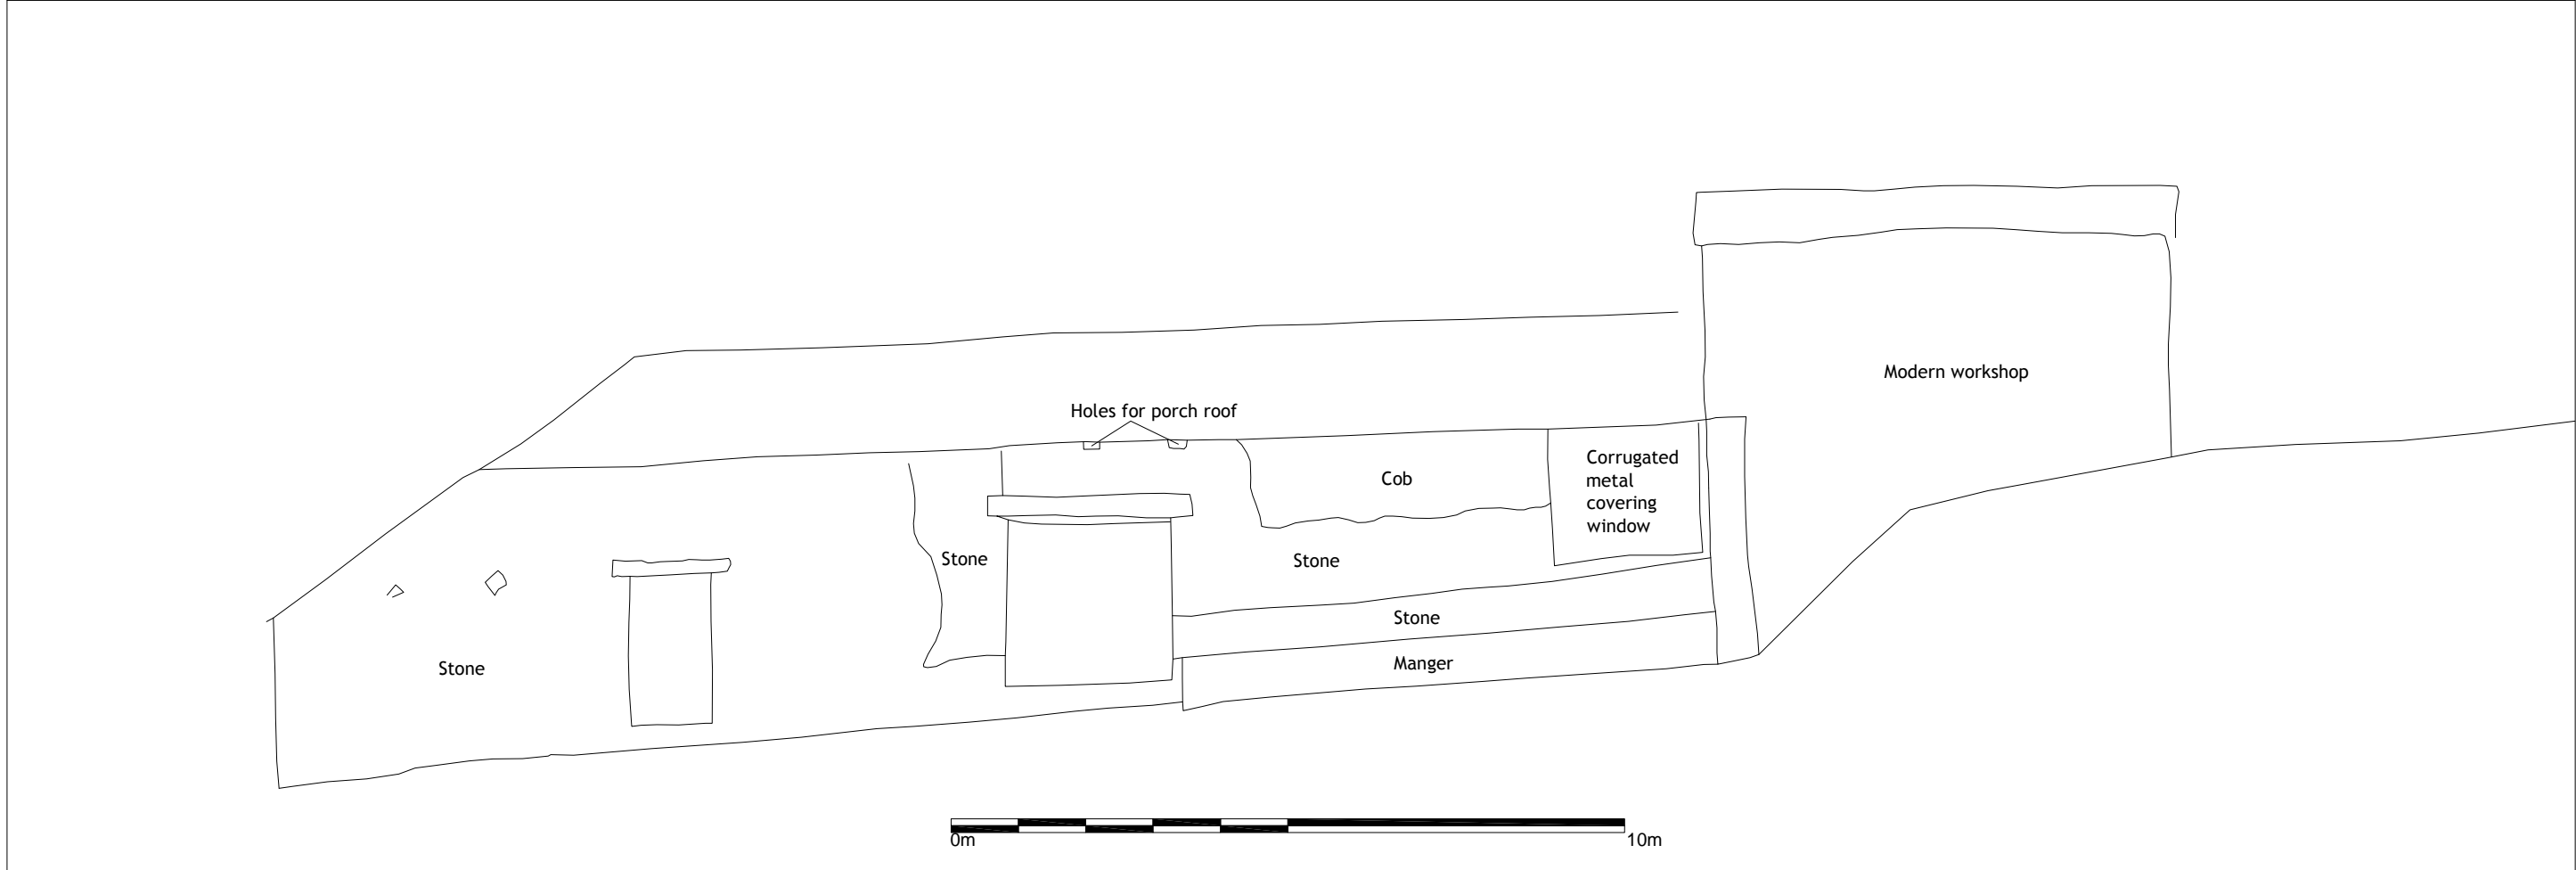 Modern workshop
Holes for porch roof
Corrugated
metal
covering
window
Cob
Stone
Stone
Stone
Manger
Stone
0m
10m